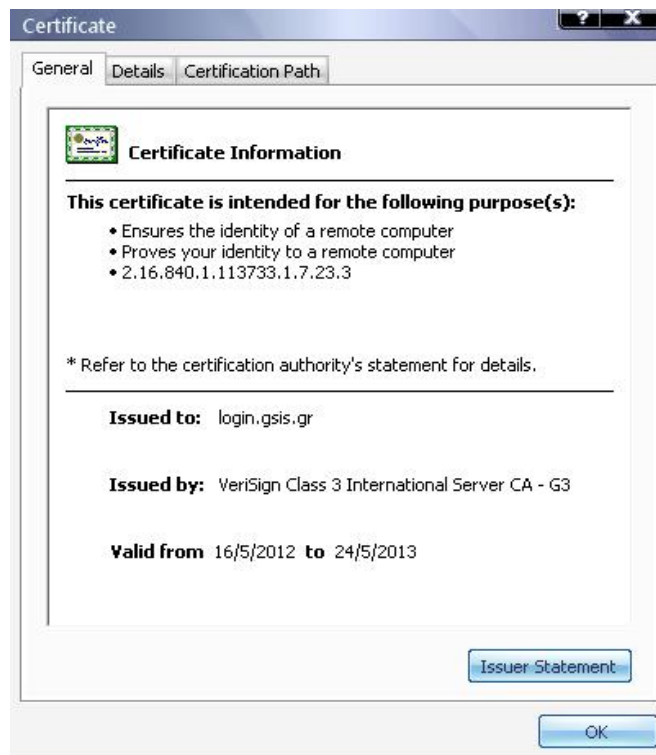 Certificate
General Details Certification Path
Certificate Information
This certificate is intended for the following purpose(s):
• Ensures the identity of a remote computer
• Proves your identity to a remote computer
• 2.16.840.1.113733.1.7.23.3
* Refer to the certification authority's statement for details.
Issued to: login.gsis.gr
Issued by: VeriSign Class 3 International Server CA - G3
Valid from 16/5/2012 to 24/5/2013
Issuer Statement
OK